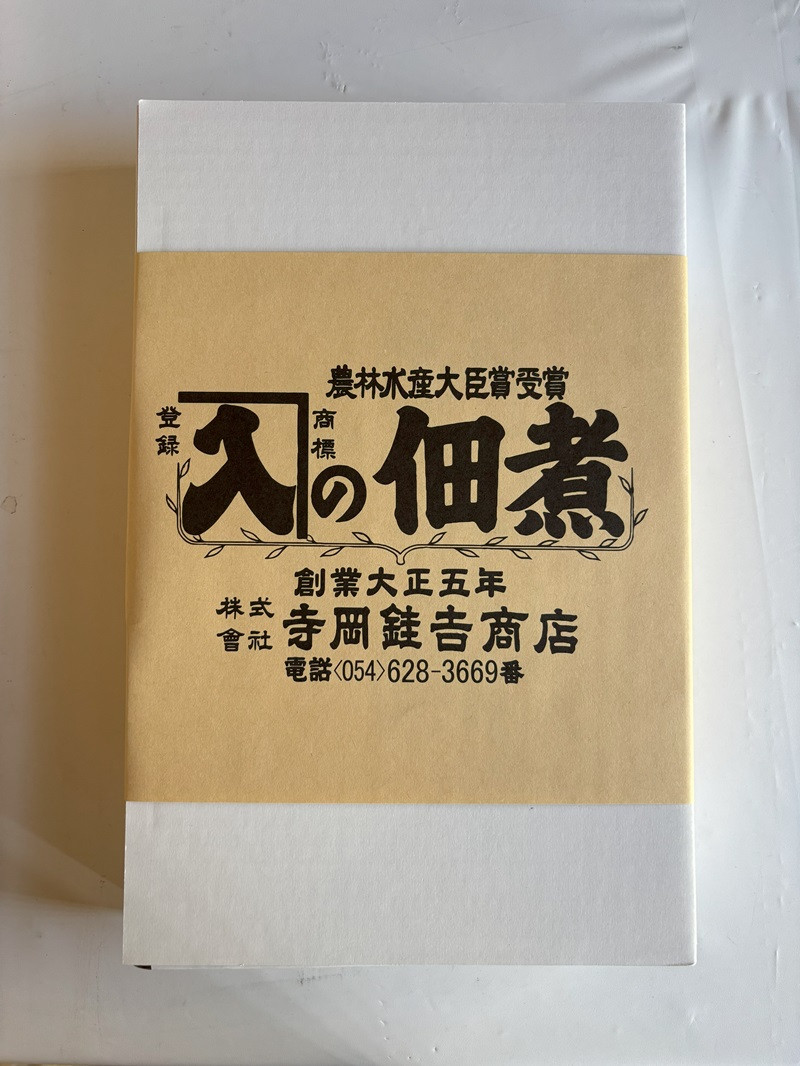 農林水産大臣賞受賞
登録 商標
入の佃煮
創業大正五年
株式會社 寺岡銈吉商店
電話〈054〉628-3669番